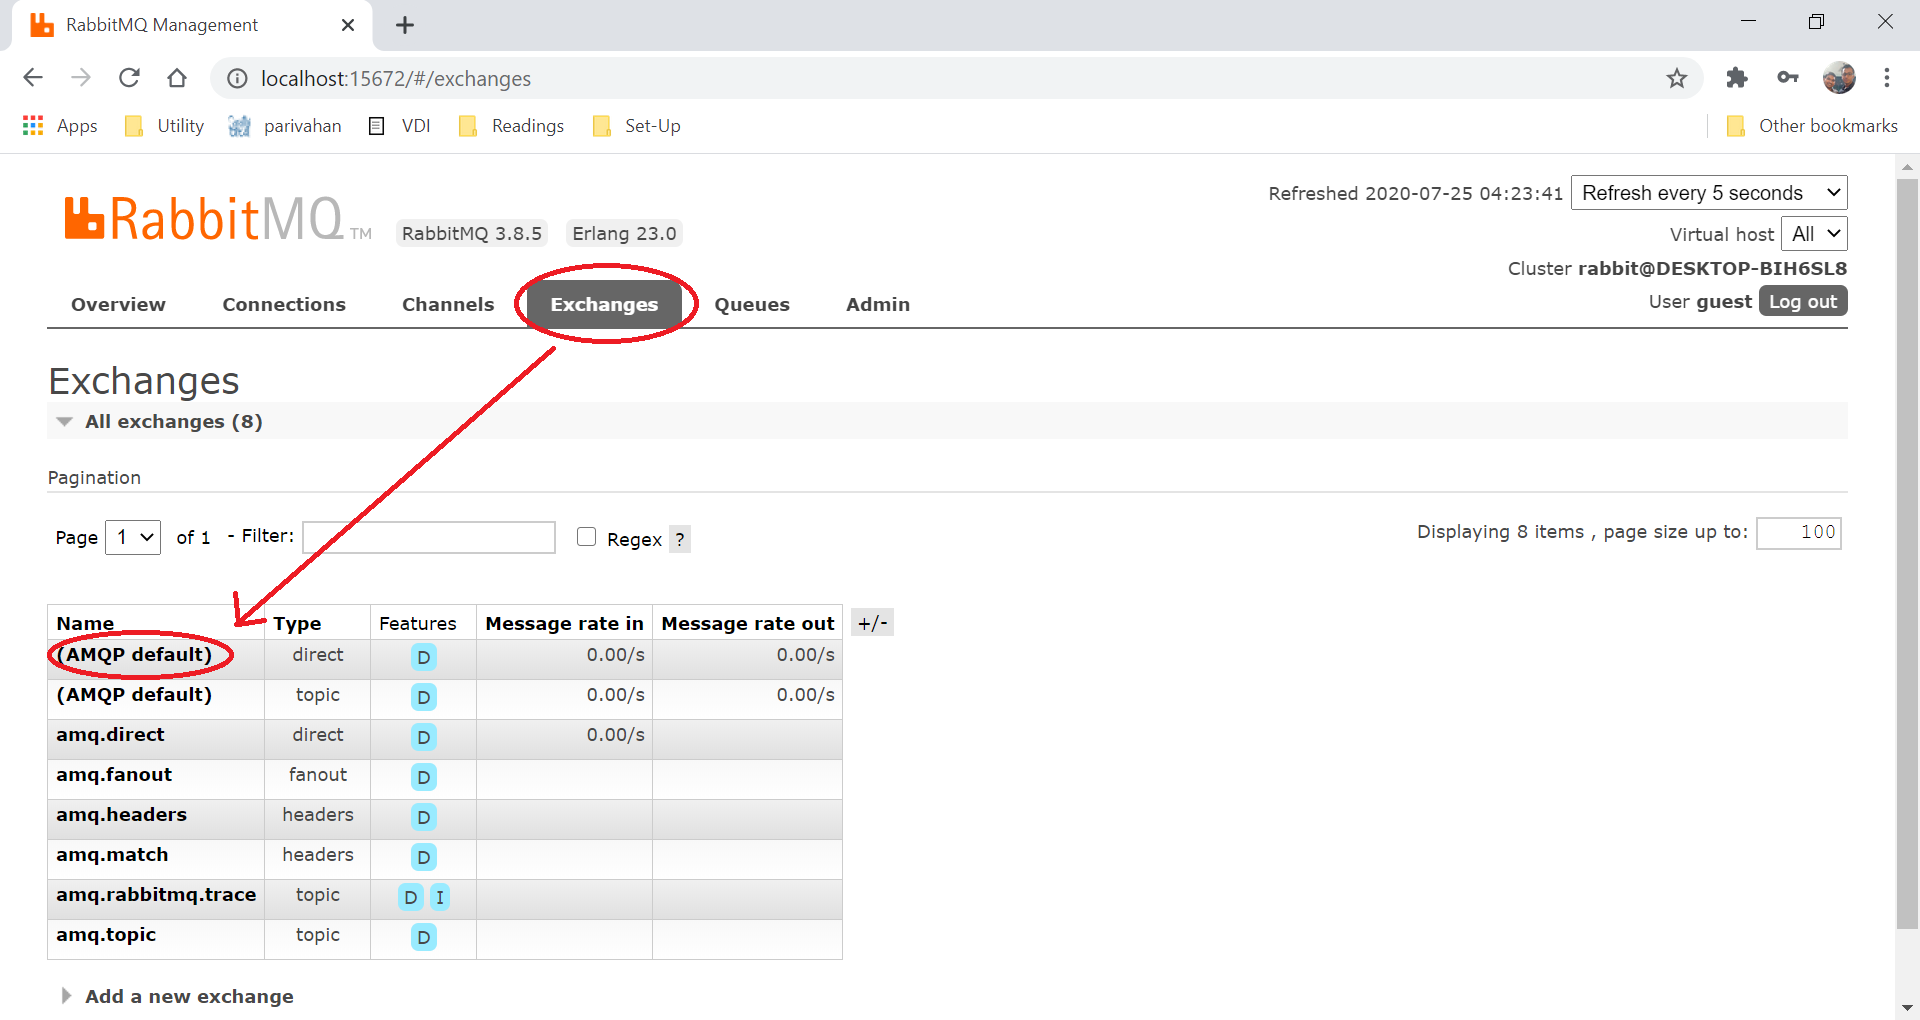 RabbitMQ Management
localhost:15672/#/exchanges
Apps Utility parivahan VDI Readings Set-Up Other bookmarks
Refreshed 2020-07-25 04:23:41 Refresh every 5 seconds
RabbitMQ TM RabbitMQ 3.8.5 Erlang 23.0
Virtual host All
Cluster rabbit@DESKTOP-BIH6SL8
User guest Log out
Overview Connections Channels Exchanges Queues Admin
Exchanges
All exchanges (8)
Pagination
Page 1 of 1 - Filter: Regex ? Displaying 8 items , page size up to: 100
Name Type Features Message rate in Message rate out +/-
(AMQP default) direct D 0.00/s 0.00/s
(AMQP default) topic D 0.00/s 0.00/s
amq.direct direct D 0.00/s
amq.fanout fanout D
amq.headers headers D
amq.match headers D
amq.rabbitmq.trace topic D I
amq.topic topic D
Add a new exchange